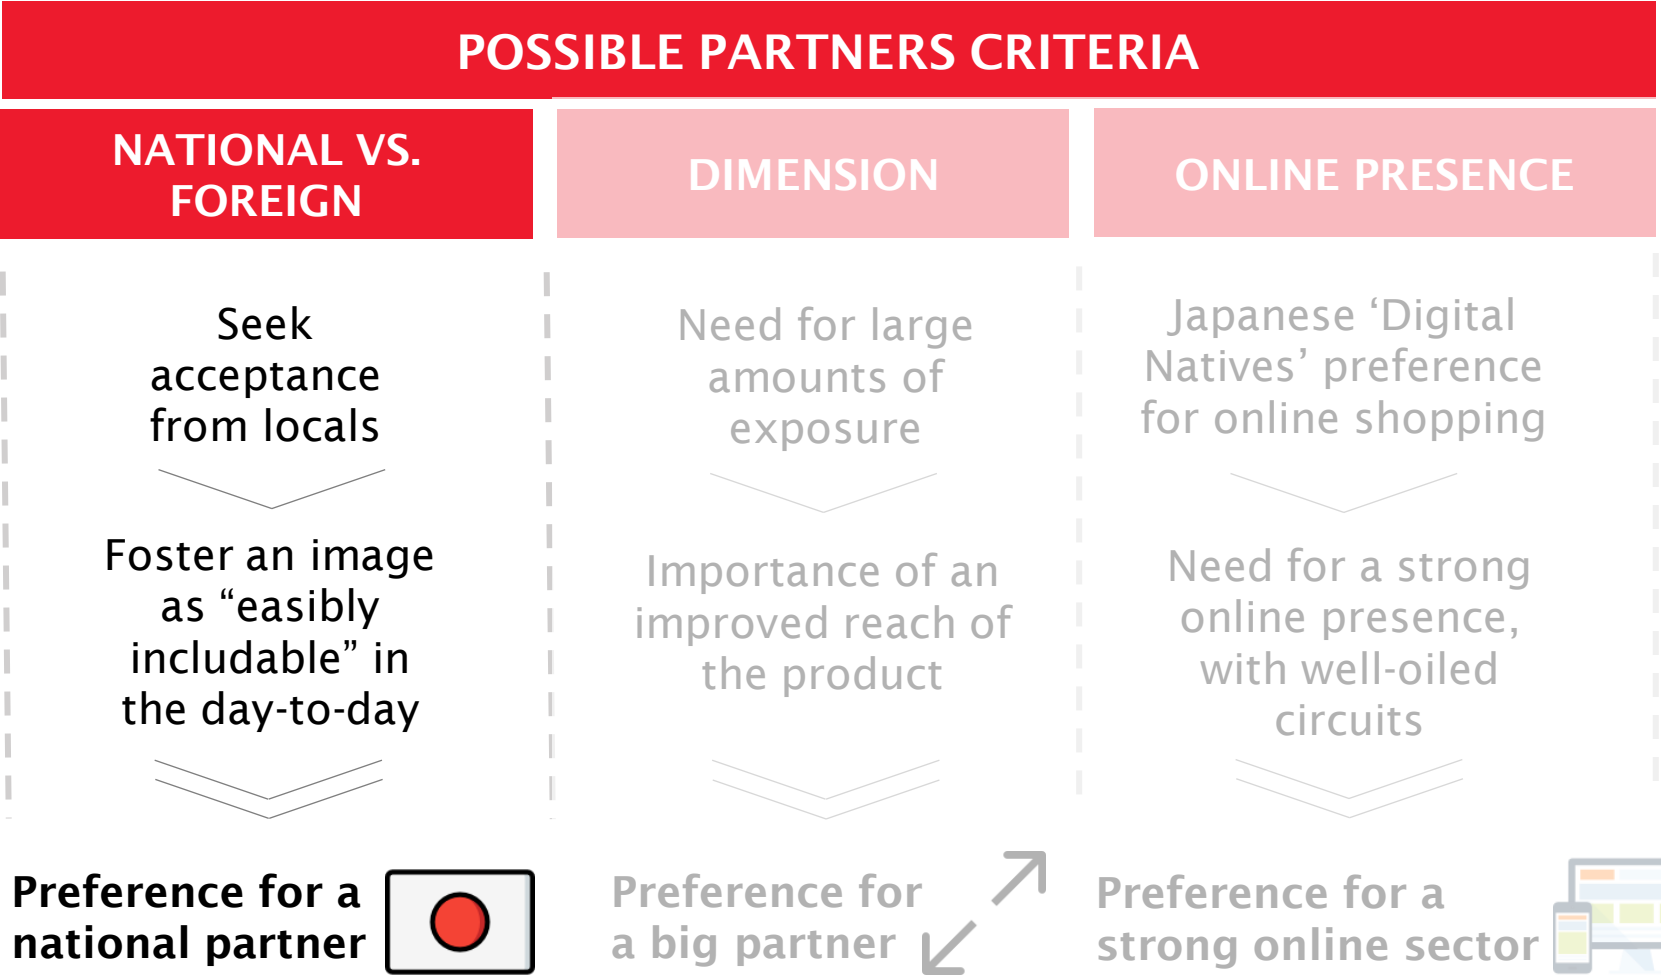 POSSIBLE PARTNERS CRITERIA
NATIONAL VS.
FOREIGN
Seek
acceptance
from locals
Foster an image
as “easibly
includable” in
the day-to-day
Preference for a
national partner
DIMENSION
Need for large
amounts of
exposure
Importance of an
improved reach of
the product
Preference for
a big partner
ONLINE PRESENCE
Japanese ‘Digital
Natives’ preference
for online shopping
Need for a strong
online presence,
with well-oiled
circuits
Preference for a
strong online sector